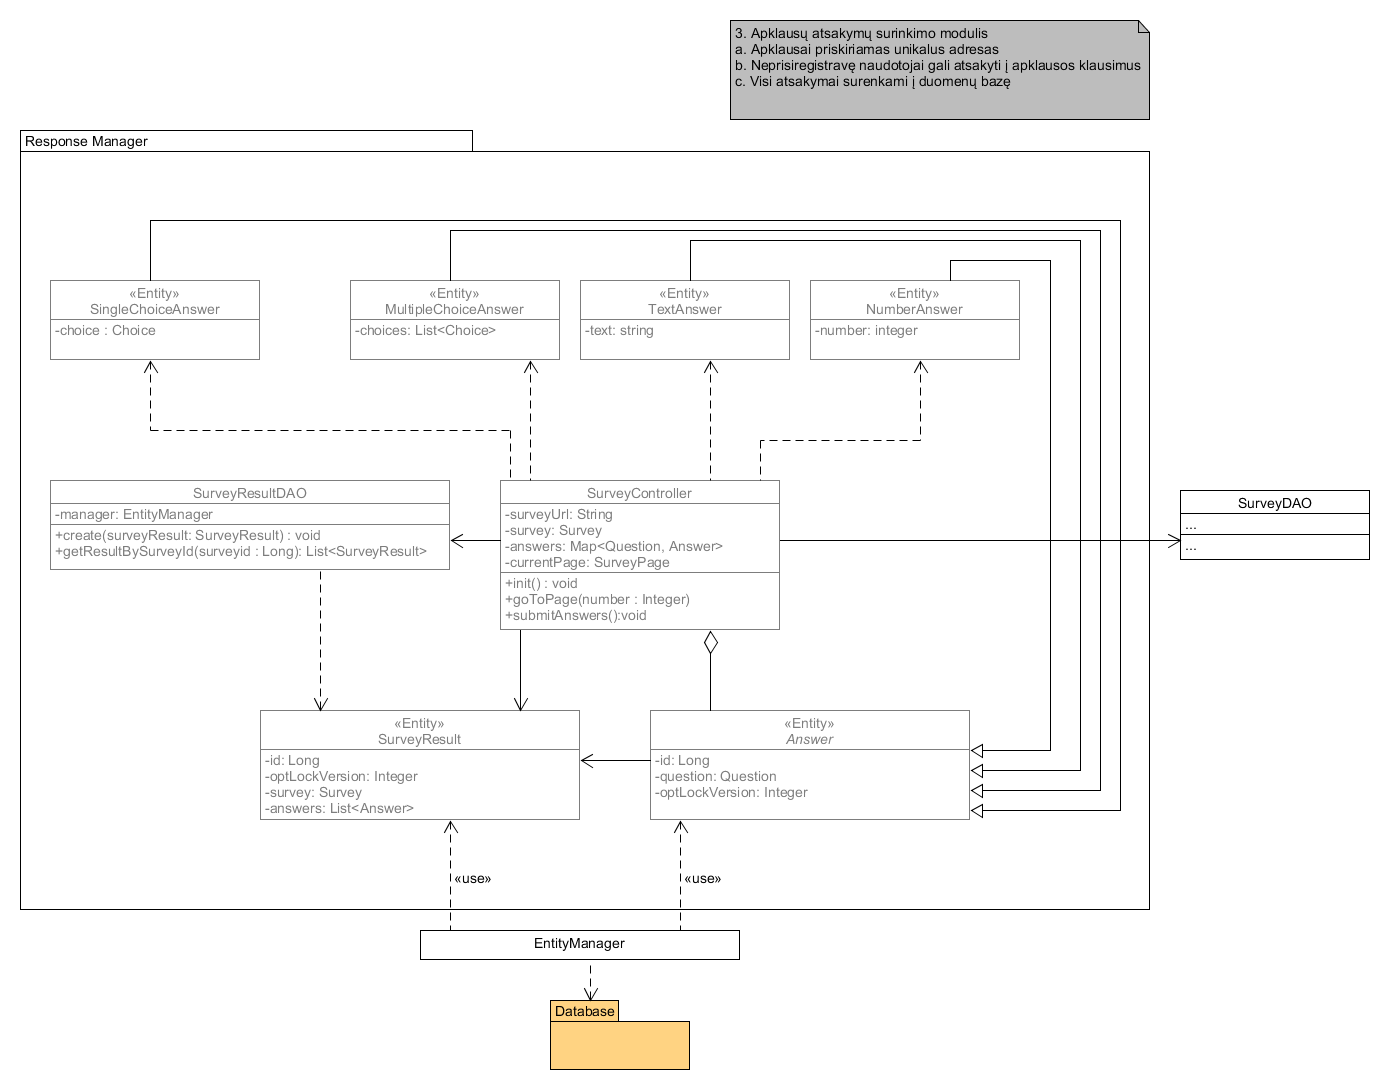 3. Apklausų atsakymų surinkimo modulis
a. Apklausai priskiriamas unikalus adresas
b. Neprisiregistravę naudotojai gali atsakyti į apklausos klausimus
c. Visi atsakymai surenkami į duomenų bazę
Response Manager
«Entity»
SingleChoiceAnswer
-choice : Choice
«Entity»
MultipleChoiceAnswer
-choices: List<Choice>
«Entity»
TextAnswer
-text: string
«Entity»
NumberAnswer
-number: integer
SurveyResultDAO
-manager: EntityManager
+create(surveyResult: SurveyResult) : void
+getResultBySurveyId(surveyid : Long): List<SurveyResult>
SurveyController
-surveyUrl: String
-survey: Survey
-answers: Map<Question, Answer>
-currentPage: SurveyPage
+init() : void
+goToPage(number : Integer)
+submitAnswers():void
SurveyDAO
...
...
«Entity»
SurveyResult
-id: Long
-optLockVersion: Integer
-survey: Survey
-answers: List<Answer>
«Entity»
Answer
-id: Long
-question: Question
-optLockVersion: Integer
«use»
«use»
EntityManager
Database